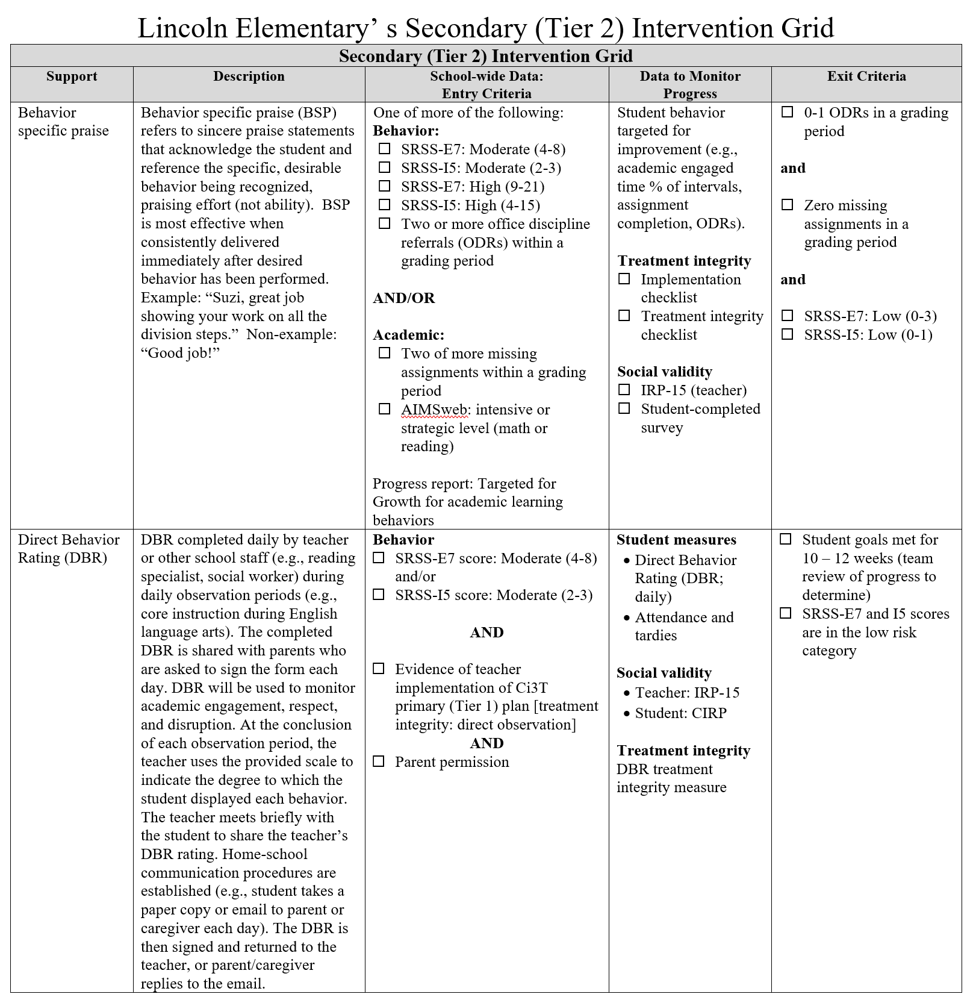 Lincoln Elementary’ s Secondary (Tier 2) Intervention Grid
Secondary (Tier 2) Intervention Grid
Support
Description
School-wide Data:
Entry Criteria
Data to Monitor
Progress
Exit Criteria
Behavior
specific praise
Behavior specific praise (BSP)
refers to sincere praise statements
that acknowledge the student and
reference the specific, desirable
behavior being recognized,
praising effort (not ability).  BSP
is most effective when
consistently delivered
immediately after desired
behavior has been performed.
Example: “Suzi, great job
showing your work on all the
division steps.”  Non-example:
“Good job!”
One of more of the following:
Behavior:
☐ SRSS-E7: Moderate (4-8)
☐ SRSS-I5: Moderate (2-3)
☐ SRSS-E7: High (9-21)
☐ SRSS-I5: High (4-15)
☐ Two or more office discipline
referrals (ODRs) within a
grading period
AND/OR
Academic:
☐ Two of more missing
assignments within a grading
period
☐ AIMSweb: intensive or
strategic level (math or
reading)
Progress report: Targeted for
Growth for academic learning
behaviors
Student behavior
targeted for
improvement (e.g.,
academic engaged
time % of intervals,
assignment
completion, ODRs).
Treatment integrity
☐ Implementation
checklist
☐ Treatment integrity
checklist
Social validity
☐ IRP-15 (teacher)
☐ Student-completed
survey
☐ 0-1 ODRs in a grading
period
and
☐ Zero missing
assignments in a
grading period
and
☐ SRSS-E7: Low (0-3)
☐ SRSS-I5: Low (0-1)
Direct Behavior
Rating (DBR)
DBR completed daily by teacher
or other school staff (e.g., reading
specialist, social worker) during
daily observation periods (e.g.,
core instruction during English
language arts). The completed
DBR is shared with parents who
are asked to sign the form each
day. DBR will be used to monitor
academic engagement, respect,
and disruption. At the conclusion
of each observation period, the
teacher uses the provided scale to
indicate the degree to which the
student displayed each behavior.
The teacher meets briefly with
the student to share the teacher’s
DBR rating. Home-school
communication procedures are
established (e.g., student takes a
paper copy or email to parent or
caregiver each day). The DBR is
then signed and returned to the
teacher, or parent/caregiver
replies to the email.
Behavior
☐ SRSS-E7 score: Moderate (4-8)
and/or
☐ SRSS-I5 score: Moderate (2-3)
AND
☐ Evidence of teacher
implementation of Ci3T
primary (Tier 1) plan [treatment
integrity: direct observation]
AND
☐ Parent permission
Student measures
• Direct Behavior
Rating (DBR;
daily)
• Attendance and
tardies
Social validity
• Teacher: IRP-15
• Student: CIRP
Treatment integrity
DBR treatment
integrity measure
☐ Student goals met for
10 – 12 weeks (team
review of progress to
determine)
☐ SRSS-E7 and I5 scores
are in the low risk
category